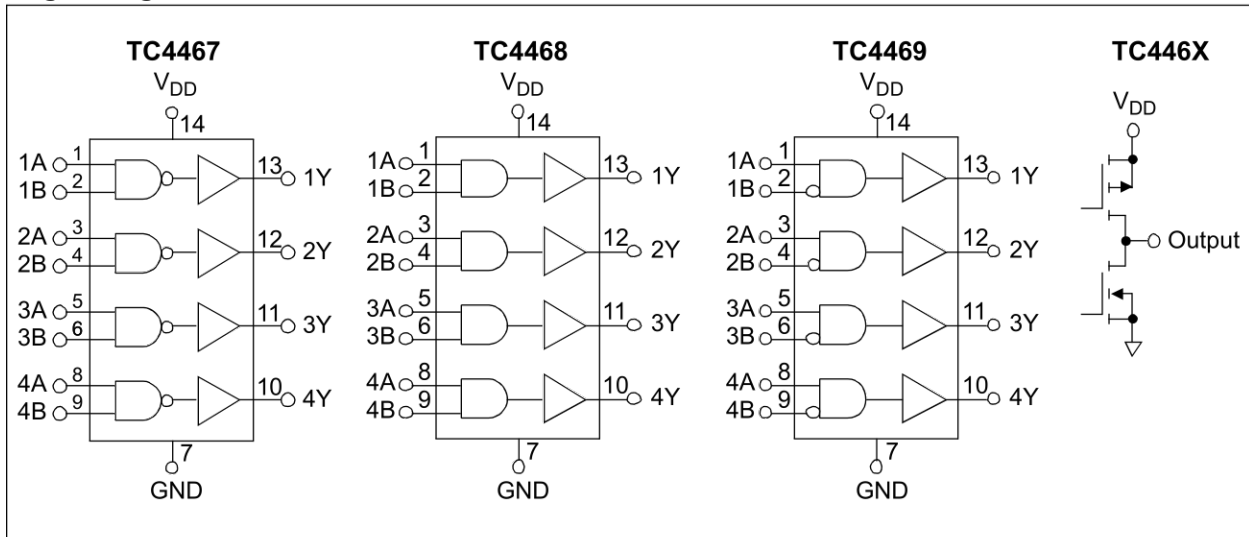 TC4467 TC4468 TC4469 TC446X
VDD VDD VDD VDD
14 14 14
1A 1 13 1Y 1A 1 13 1Y 1A 1 13 1Y
1B 2 1B 2 1B 2
2A 3 12 2Y 2A 3 12 2Y 2A 3 12 2Y Output
2B 4 2B 4 2B 4
3A 5 11 3Y 3A 5 11 3Y 3A 5 11 3Y
3B 6 3B 6 3B 6
4A 8 10 4Y 4A 8 10 4Y 4A 8 10 4Y
4B 9 4B 9 4B 9
7 7 7
GND GND GND